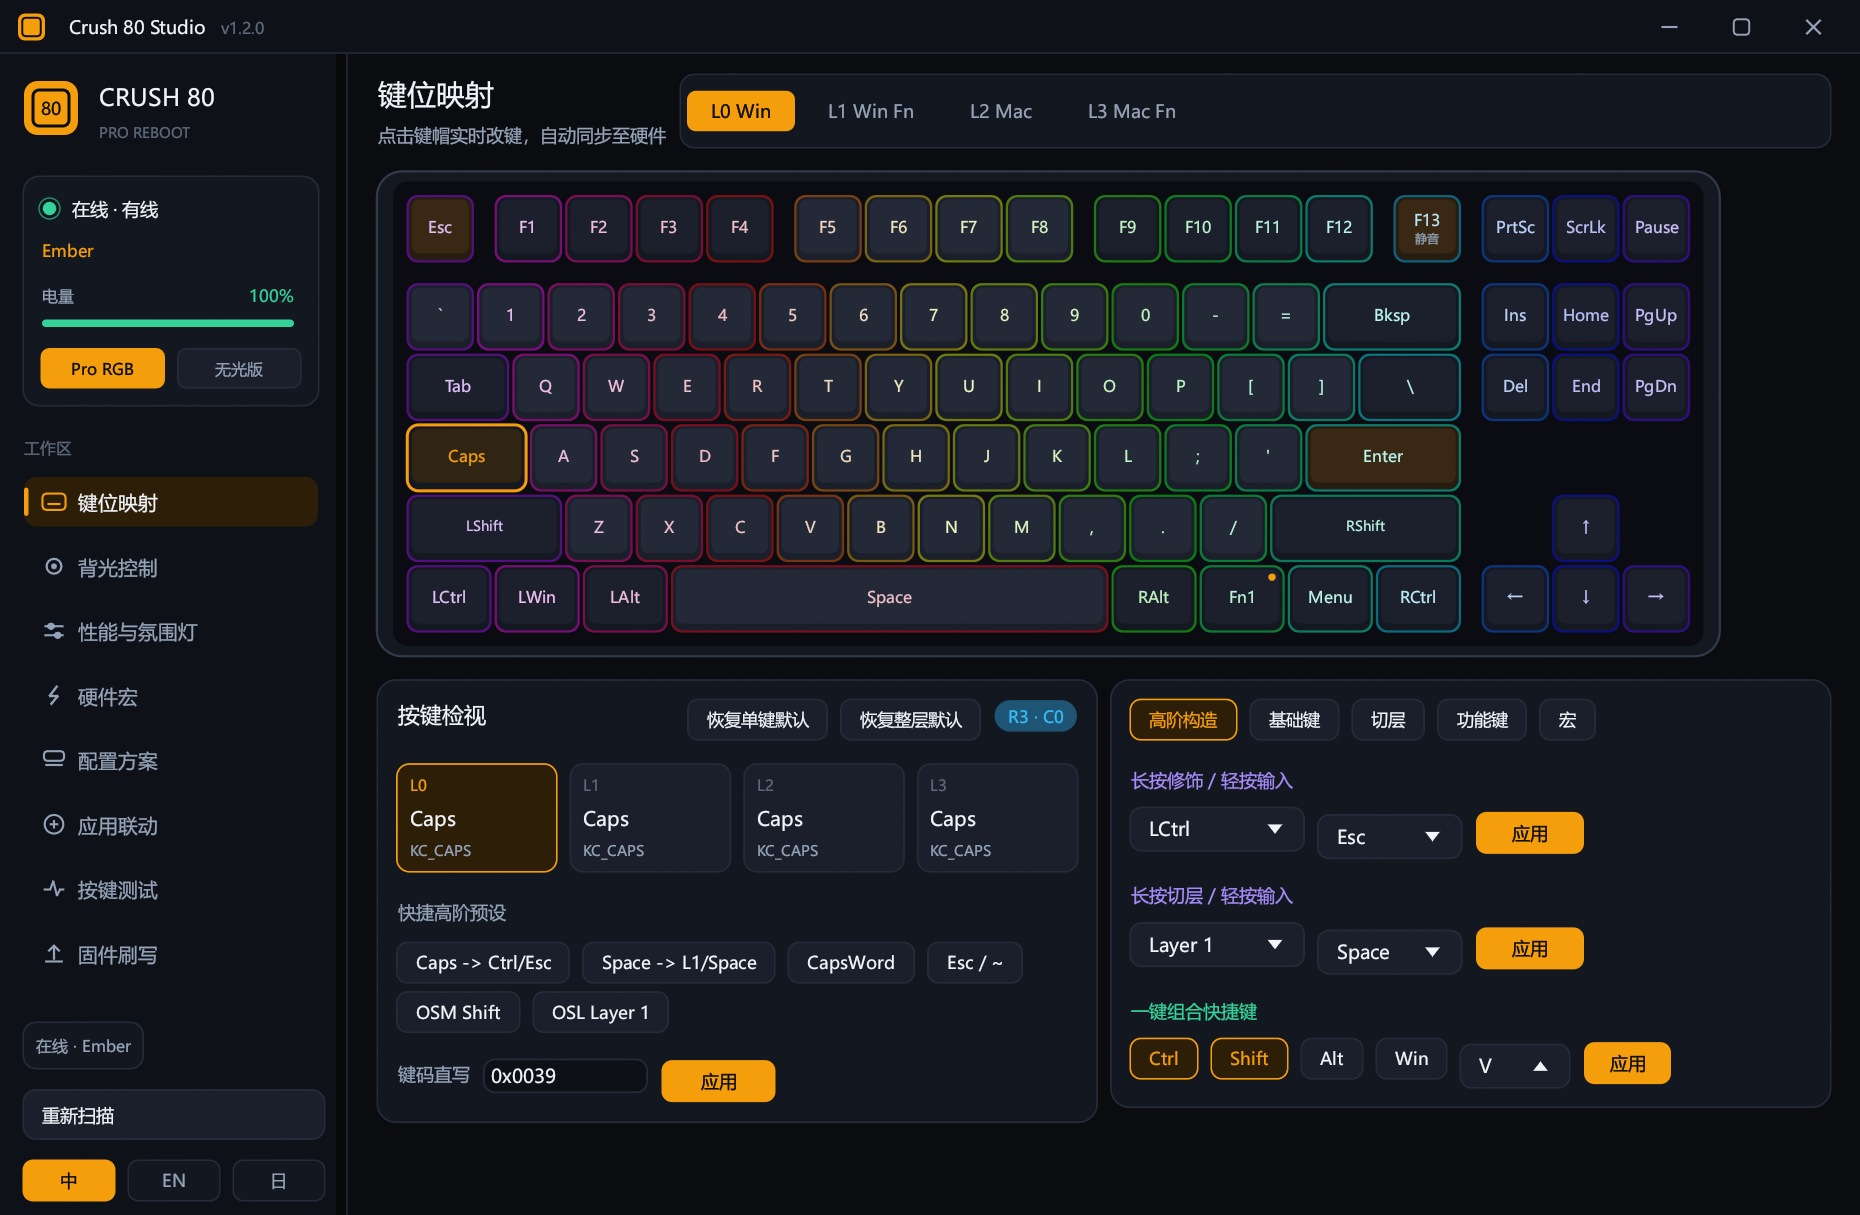 Crush 80 Studio v1.2.0
80
CRUSH 80
PRO REBOOT
在线 · 有线
Ember
电量 100%
Pro RGB 无光版
工作区
键位映射
背光控制
性能与氛围灯
硬件宏
配置方案
应用联动
按键测试
固件刷写
在线 · Ember
重新扫描
中 EN 日
键位映射
点击键帽实时改键，自动同步至硬件
L0 Win L1 Win Fn L2 Mac L3 Mac Fn
Esc F1 F2 F3 F4 F5 F6 F7 F8 F9 F10 F11 F12 F13 PrtSc ScrLk Pause
静音
` 1 2 3 4 5 6 7 8 9 0 - = Bksp Ins Home PgUp
Tab Q W E R T Y U I O P [ ] \ Del End PgDn
Caps A S D F G H J K L ; ' Enter
LShift Z X C V B N M , . / RShift ↑
LCtrl LWin LAlt Space RAlt Fn1 Menu RCtrl ← ↓ →
按键检视 恢复单键默认 恢复整层默认 R3 · C0
L0 L1 L2 L3
Caps Caps Caps Caps
KC_CAPS KC_CAPS KC_CAPS KC_CAPS
快捷高阶预设
Caps -> Ctrl/Esc Space -> L1/Space CapsWord Esc / ~
OSM Shift OSL Layer 1
键码直写 0x0039 应用
高阶构造 基础键 切层 功能键 宏
长按修饰 / 轻按输入
LCtrl Esc 应用
长按切层 / 轻按输入
Layer 1 Space 应用
一键组合快捷键
Ctrl Shift Alt Win V 应用